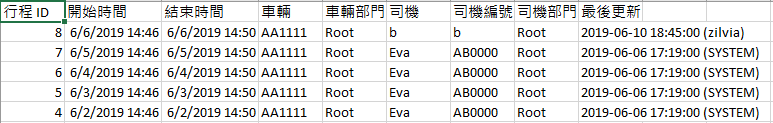 行程 ID 開始時間 結束時間 車輛 車輛部門 司機 司機編號 司機部門 最後更新
8 6/6/2019 14:46 6/6/2019 14:50 AA1111 Root b b Root 2019-06-10 18:45:00 (zilvia)
7 6/5/2019 14:46 6/5/2019 14:50 AA1111 Root Eva AB0000 Root 2019-06-06 17:19:00 (SYSTEM)
6 6/4/2019 14:46 6/4/2019 14:50 AA1111 Root Eva AB0000 Root 2019-06-06 17:19:00 (SYSTEM)
5 6/3/2019 14:46 6/3/2019 14:50 AA1111 Root Eva AB0000 Root 2019-06-06 17:19:00 (SYSTEM)
4 6/2/2019 14:46 6/2/2019 14:50 AA1111 Root Eva AB0000 Root 2019-06-06 17:19:00 (SYSTEM)